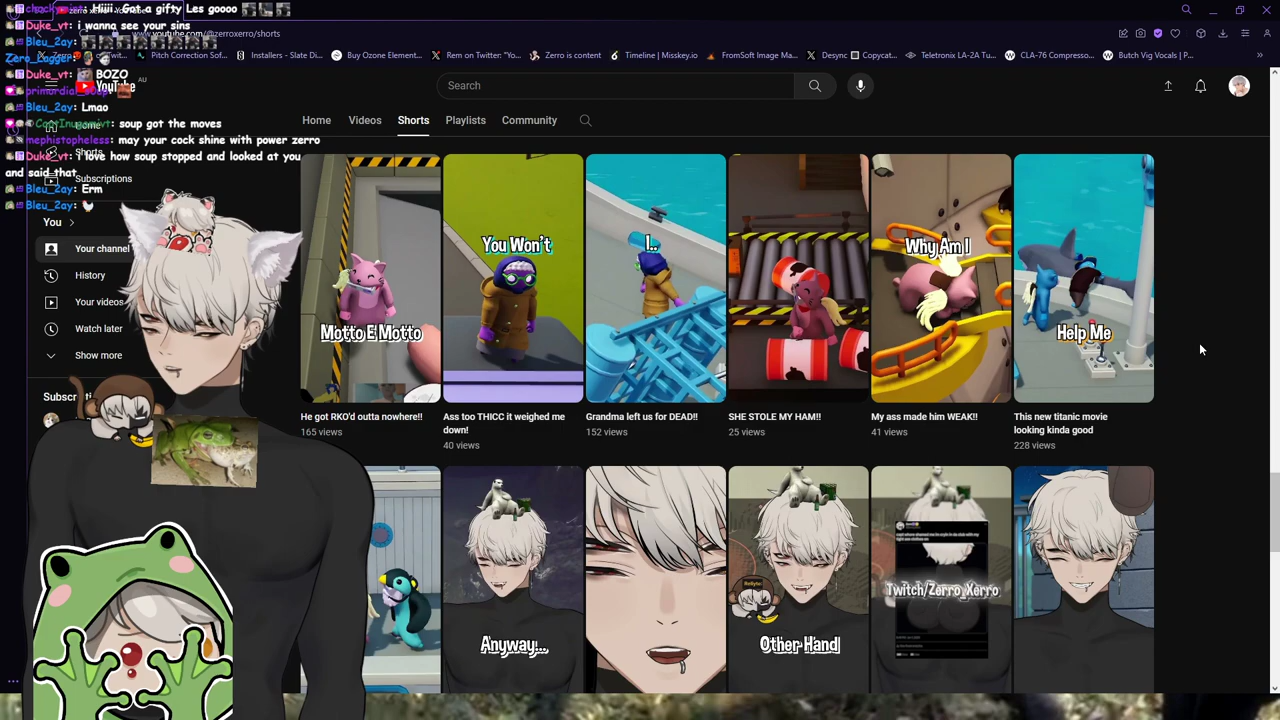 Hiiii. Got a gifty Les goooo
Duke_vt: i wanna see your sins
www.youtube.com/@zerroxerro/shorts
Bleu_2ay:
Pitch Correction Sof...
Installers - Slate Di...
Buy Ozone Element...
Rem on Twitter: "Yo...
Zerro is content
Timeline | Misskey.io
FromSoft Image Ma...
Desync
Copycat...
Teletronix LA-2A Tu...
CLA-76 Compresso...
Butch Vig Vocals | P...
Duke_vt: BOZO
YouTube
AU
Search
Bleu_2ay: Lmao
soup got the moves
Home
Videos
Shorts
Playlists
Community
mephistopheless: may your cock shine with power zerro
Duke_vt: i love how soup stopped and looked at you
and said that
Shorts
Subscriptions
Bleu_2ay: Erm
Bleu_2ay:
You
Your channel
History
Your videos
Watch later
Show more
Motto E Motto
You Won't
I..
Why Am I
Help Me
He got RKO'd outta nowhere!!
165 views
Ass too THICC it weighed me
down!
40 views
Grandma left us for DEAD!!
152 views
SHE STOLE MY HAM!!
25 views
My ass made him WEAK!!
41 views
This new titanic movie
looking kinda good
228 views
Anyway...
Other Hand
Twitch/Zerro_Xerro